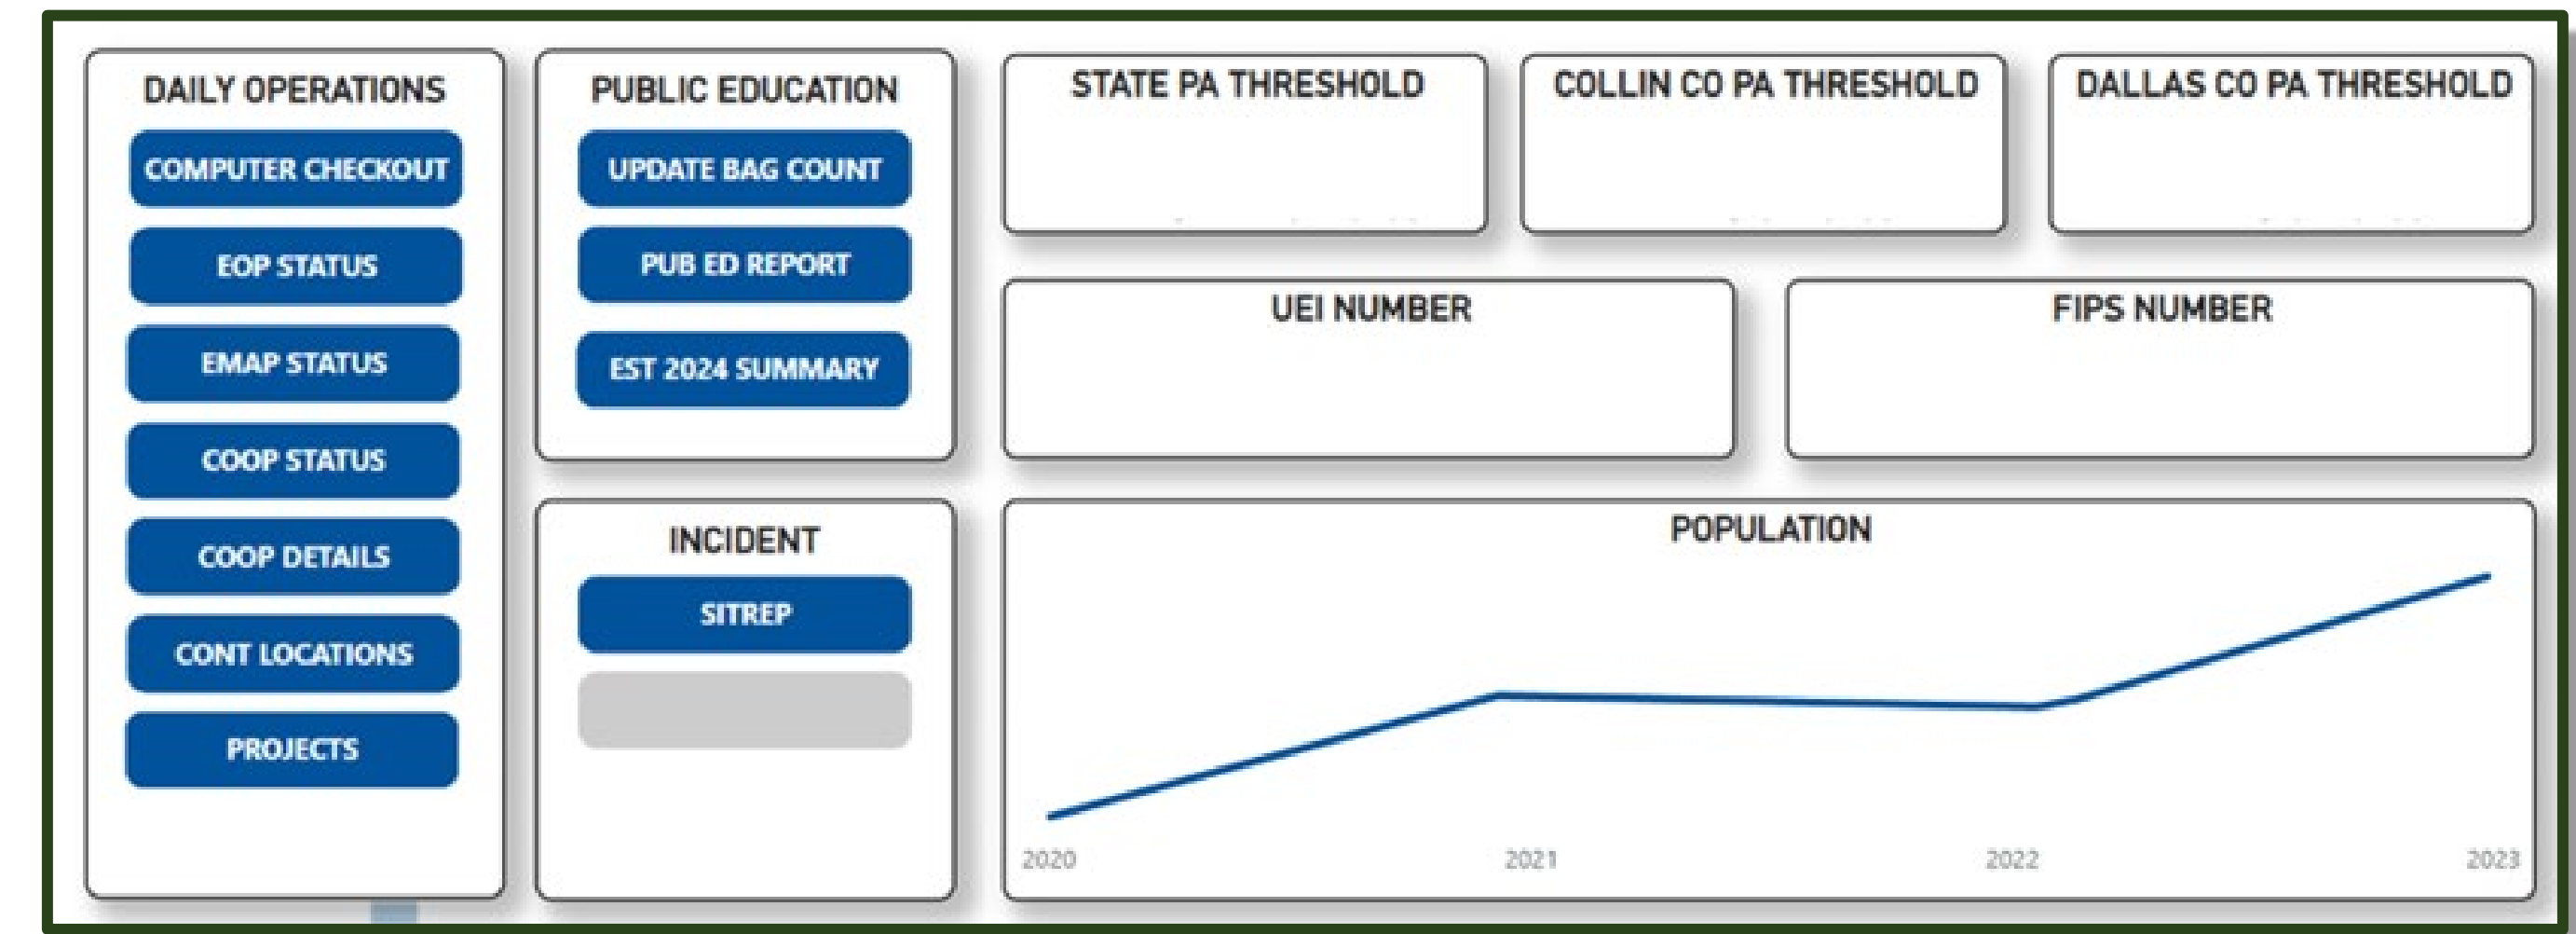 DAILY OPERATIONS
COMPUTER CHECKOUT
EOP STATUS
EMAP STATUS
COOP STATUS
COOP DETAILS
CONT LOCATIONS
PROJECTS
PUBLIC EDUCATION
UPDATE BAG COUNT
PUB ED REPORT
EST 2024 SUMMARY
INCIDENT
SITREP
STATE PA THRESHOLD
COLLIN CO PA THRESHOLD
DALLAS CO PA THRESHOLD
UEI NUMBER
FIPS NUMBER
POPULATION
2020 2021 2022 2023